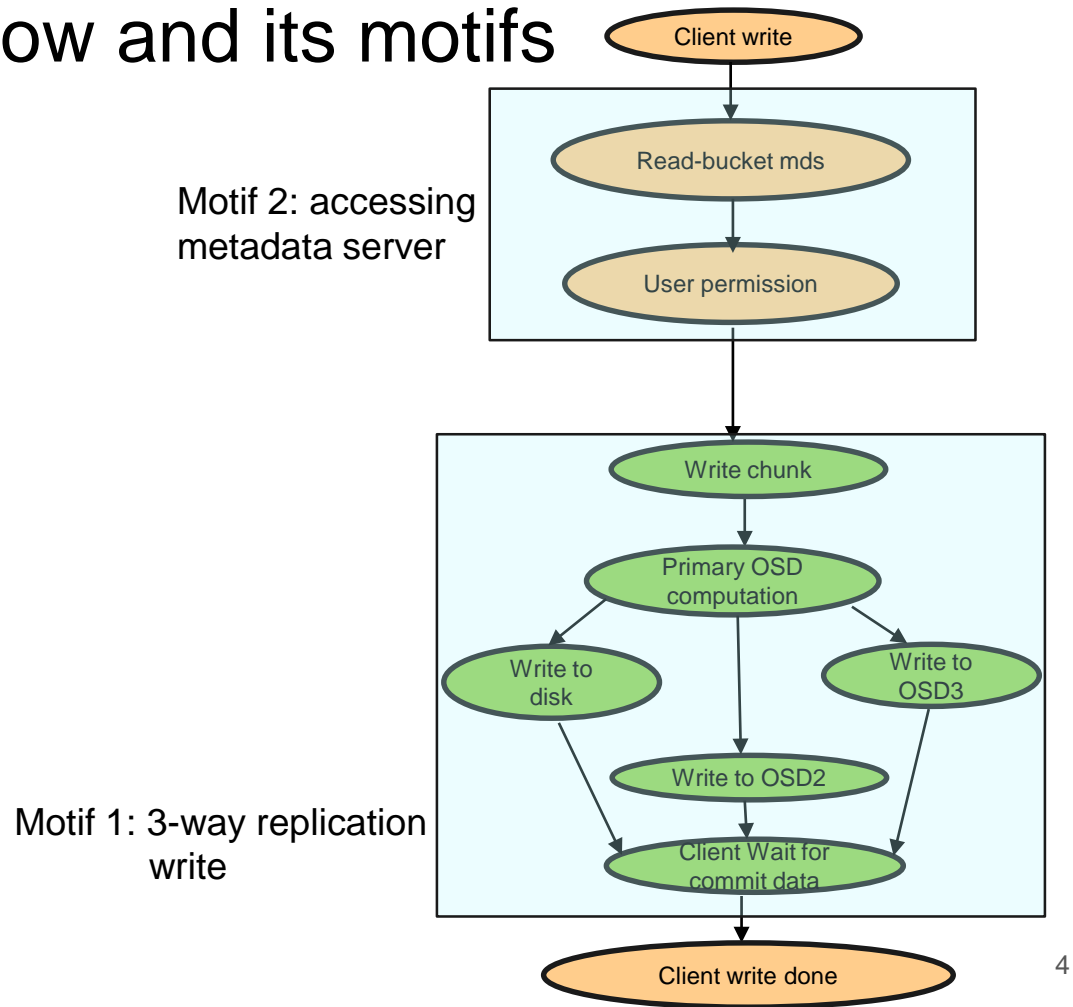 ow and its motifs
Client write
Read-bucket mds
Motif 2: accessing
metadata server
User permission
Write chunk
Primary OSD
computation
Write to
disk
Write to
OSD3
Write to OSD2
Motif 1: 3-way replication
write
Client Wait for
commit data
Client write done
4